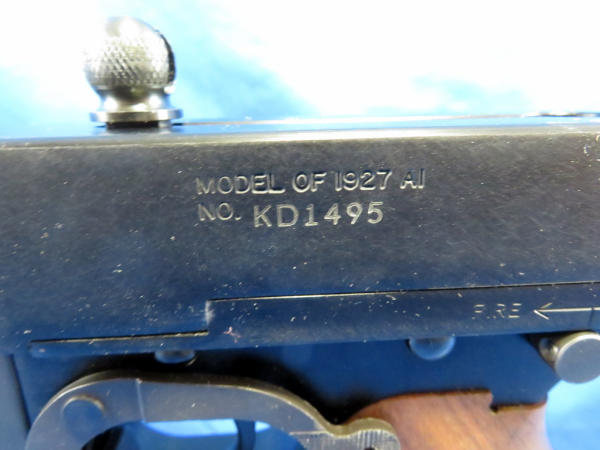 MODEL OF 1927 A1
NO. KD1495
FIRE ←